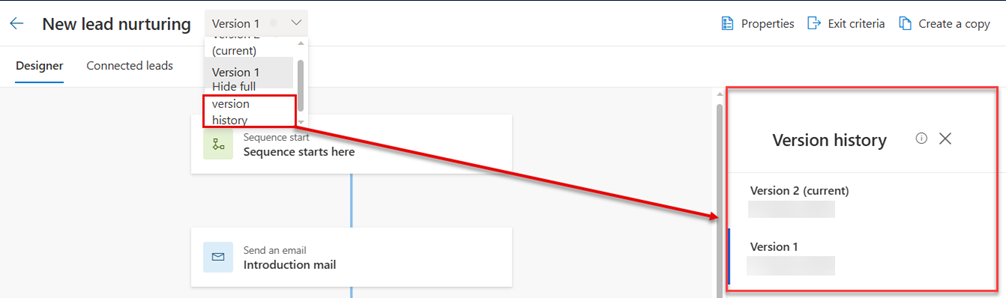 New lead nurturing
Version 1
Properties
Exit criteria
Create a copy
Version 2
(current)
Version 1
Hide full
version
history
Designer
Connected leads
Sequence start
Sequence starts here
Send an email
Introduction mail
Version history
Version 2 (current)
Version 1